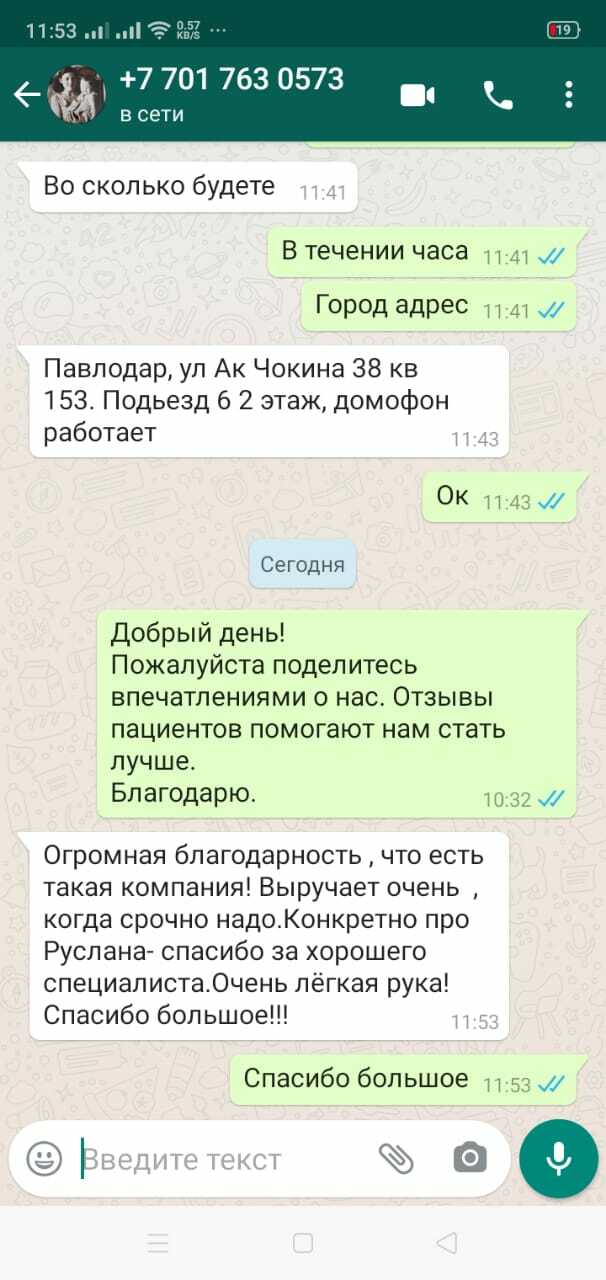 11:53 0.57 KB/S ... 19
+7 701 763 0573
в сети
Во сколько будете 11:41
В течении часа 11:41
Город адрес 11:41
Павлодар, ул Ак Чокина 38 кв
153. Подьезд 6 2 этаж, домофон
работает 11:43
Ок 11:43
Сегодня
Добрый день!
Пожалуйста поделитесь
впечатлениями о нас. Отзывы
пациентов помогают нам стать
лучше.
Благодарю. 10:32
Огромная благодарность , что есть
такая компания! Выручает очень ,
когда срочно надо.Конкретно про
Руслана- спасибо за хорошего
специалиста.Очень лёгкая рука!
Спасибо большое!!! 11:53
Спасибо большое 11:53
Введите текст